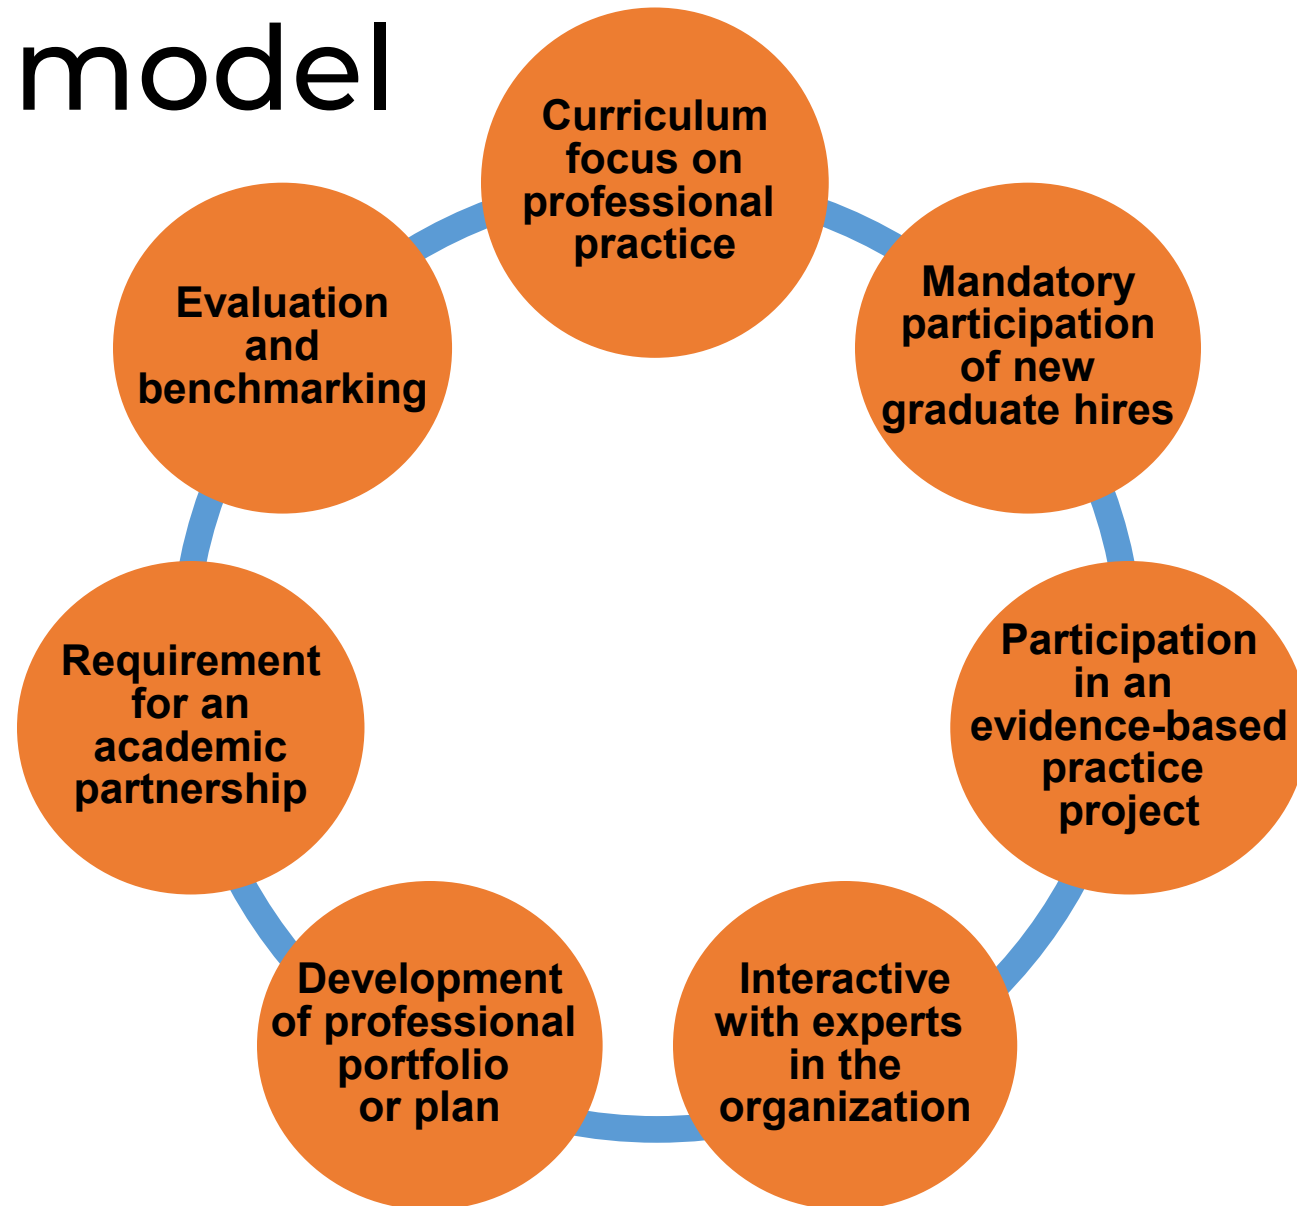 model
Curriculum
focus on
professional
practice
Mandatory
participation
of new
graduate hires
Participation
in an
evidence-based
practice
project
Interactive
with experts
in the
organization
Development
of professional
portfolio
or plan
Requirement
for an
academic
partnership
Evaluation
and
benchmarking